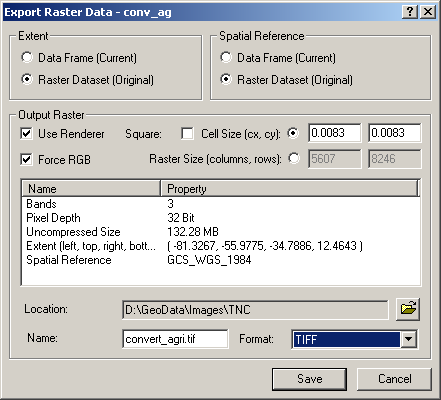 Export Raster Data - conv_ag
Extent
Spatial Reference
Data Frame (Current)
Data Frame (Current)
Raster Dataset (Original)
Raster Dataset (Original)
Output Raster
Use Renderer Square: Cell Size (cx, cy): 0.0083 0.0083
Force RGB Raster Size (columns, rows): 5607 8246
Name Property
Bands 3
Pixel Depth 32 Bit
Uncompressed Size 132.28 MB
Extent (left, top, right, bott... ( -81.3267, -55.9775, -34.7886, 12.4643 )
Spatial Reference GCS_WGS_1984
Location: D:\GeoData\Images\TNC
Name: convert_agri.tif Format: TIFF
Save Cancel